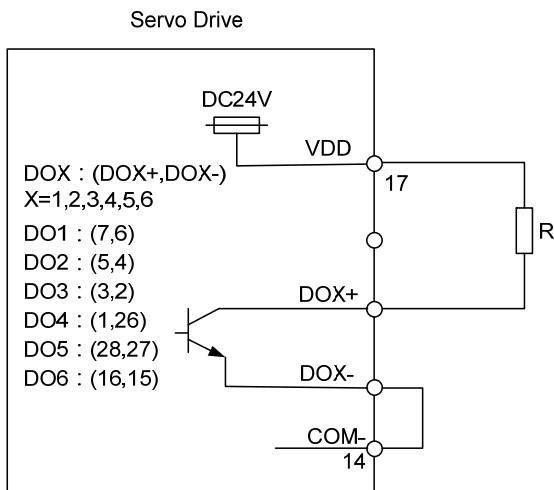 Servo Drive
DC24V
VDD
17
DOX : (DOX+,DOX-)
X=1,2,3,4,5,6
R
DO1 : (7,6)
DO2 : (5,4)
DO3 : (3,2)
DOX+
DO4 : (1,26)
DO5 : (28,27)
DO6 : (16,15)
DOX-
COM-
14